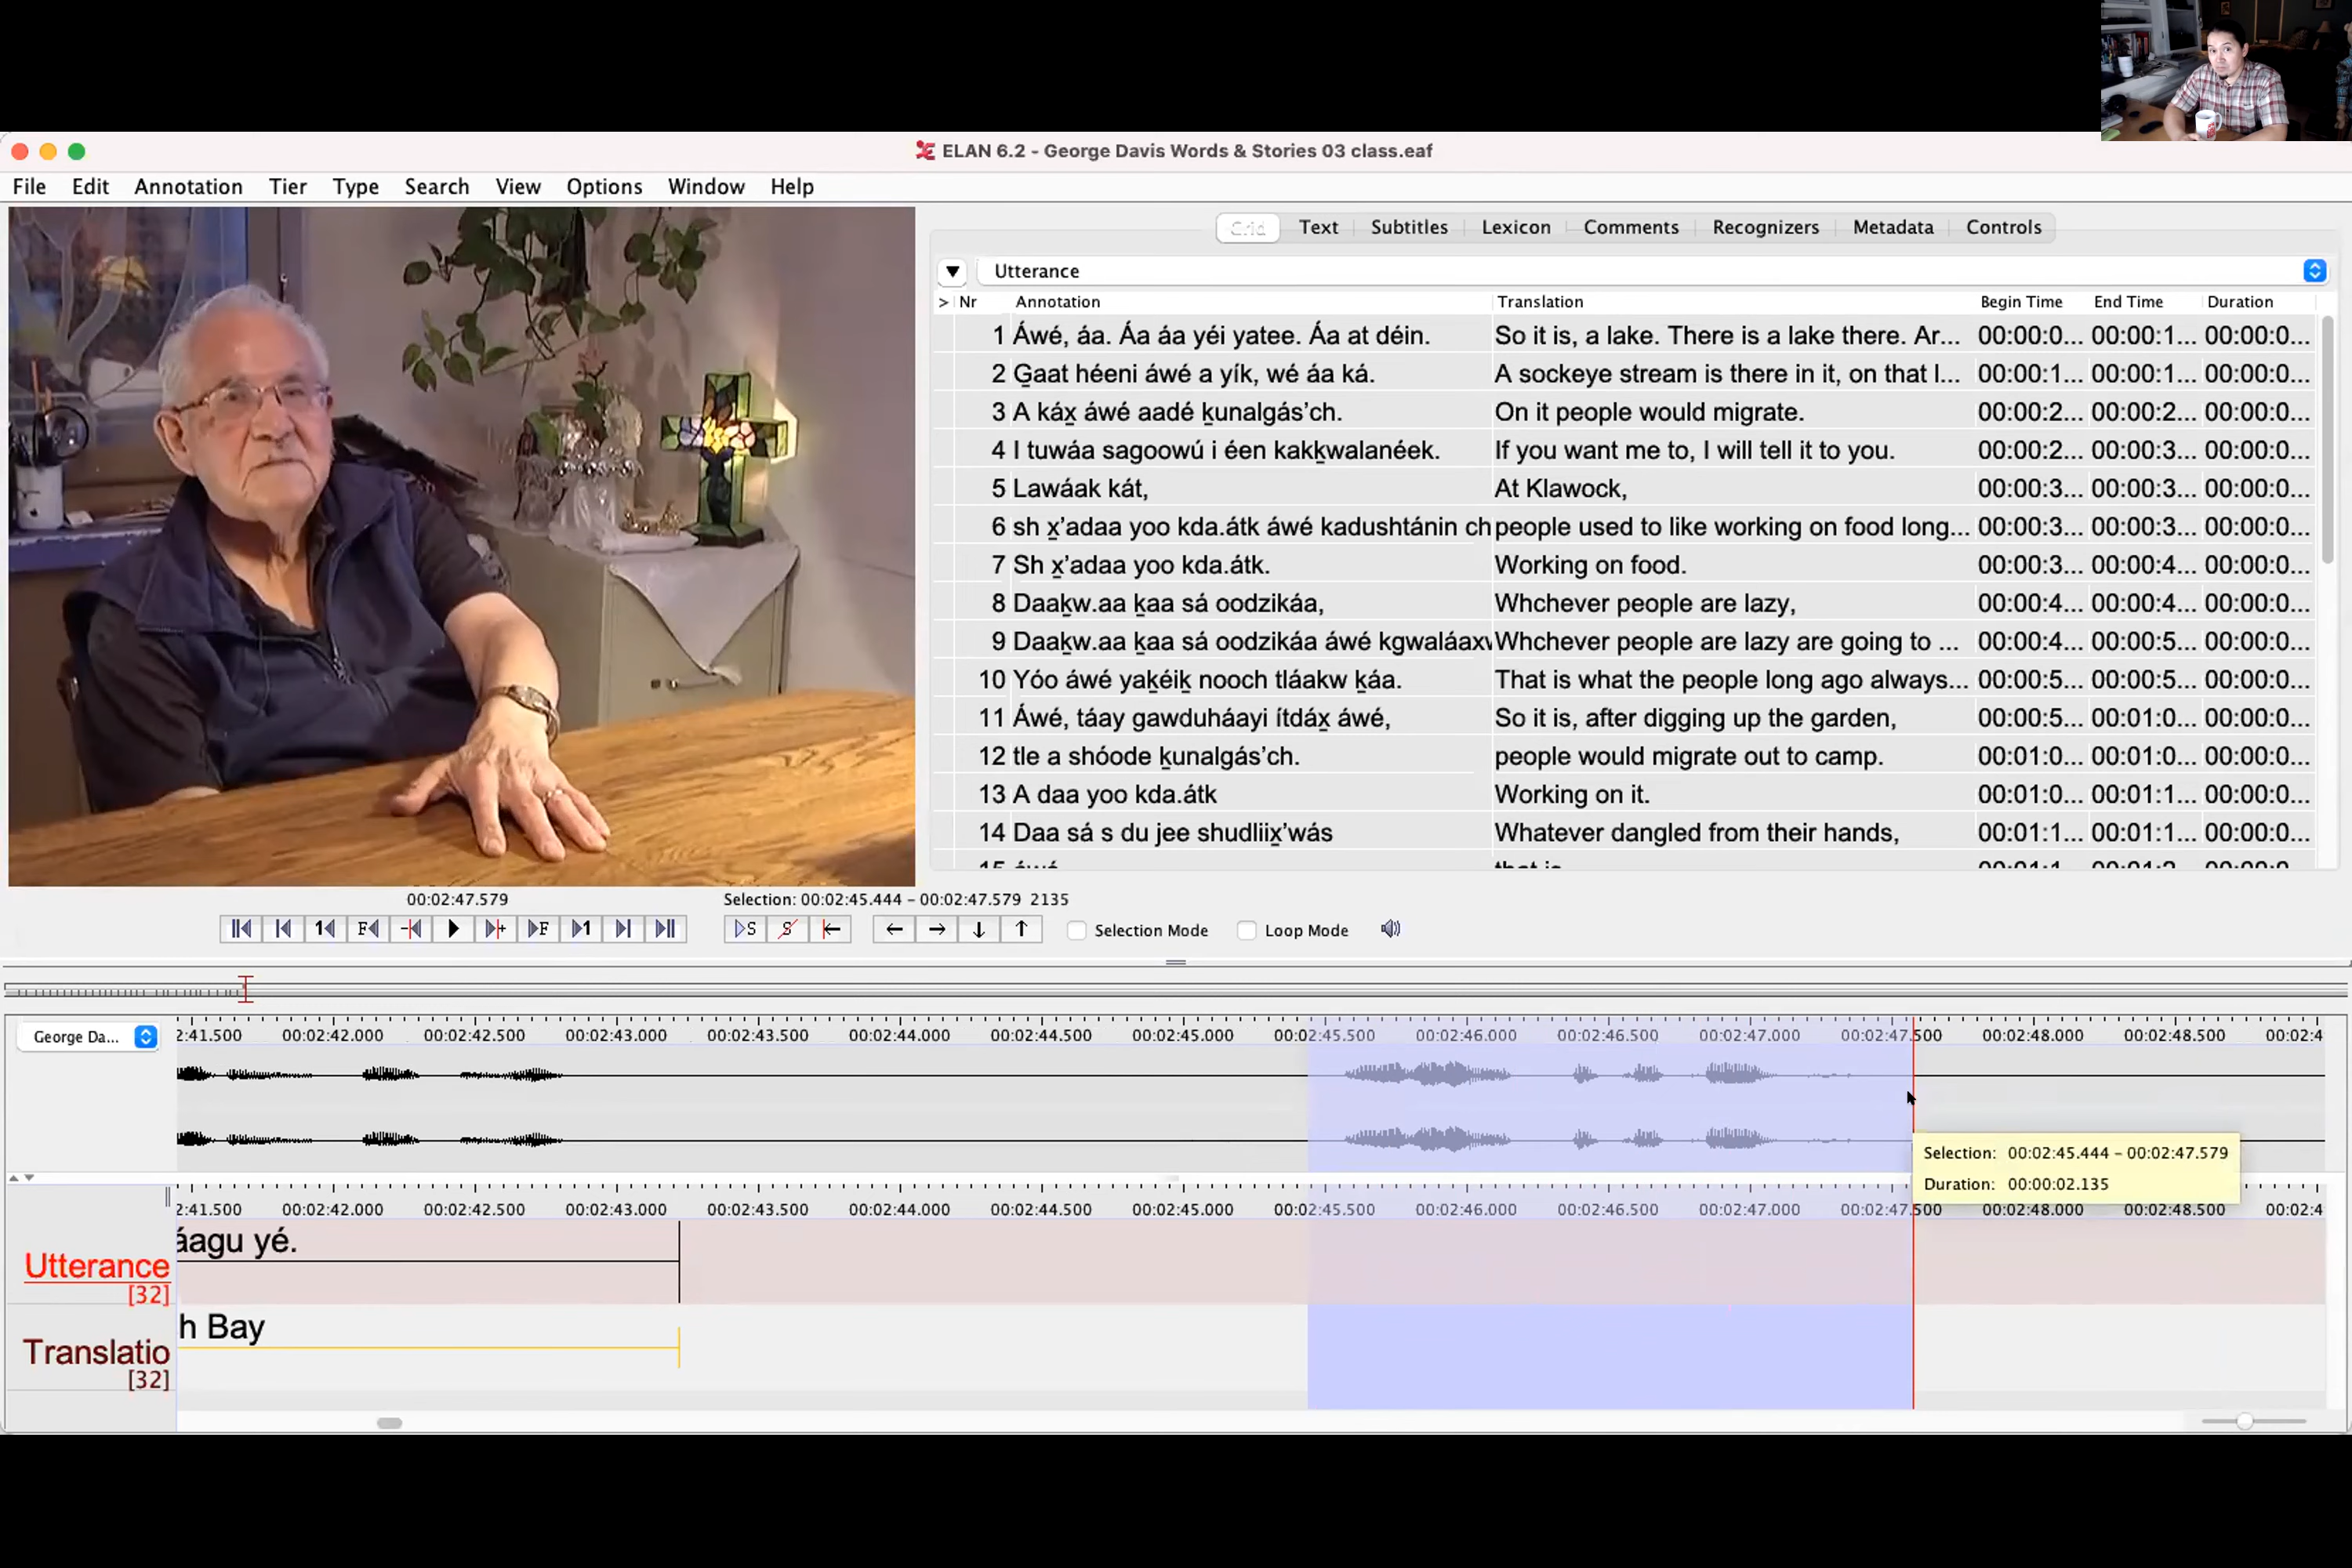 ELAN 6.2 - George Davis Words & Stories 03 class.eaf
File Edit Annotation Tier Type Search View Options Window Help
Grid Text Subtitles Lexicon Comments Recognizers Metadata Controls
Utterance
> Nr Annotation Translation Begin Time End Time Duration
1 Áwé, áa. Áa áa yéi yatee. Áa at déin. So it is, a lake. There is a lake there. Ar... 00:00:0... 00:00:1... 00:00:0...
2 G̱aat héeni áwé a yík, wé áa ká. A sockeye stream is there in it, on that l... 00:00:1... 00:00:1... 00:00:0...
3 A káx̱ áwé aadé ḵunalgás’ch. On it people would migrate. 00:00:2... 00:00:2... 00:00:0...
4 I tuwáa sagoowú i éen kakḵwalanéek. If you want me to, I will tell it to you. 00:00:2... 00:00:3... 00:00:0...
5 Lawáak kát, At Klawock, 00:00:3... 00:00:3... 00:00:0...
6 sh x̱’adaa yoo kda.átk áwé kadushtánin ch people used to like working on food long... 00:00:3... 00:00:3... 00:00:0...
7 Sh x̱’adaa yoo kda.átk. Working on food. 00:00:3... 00:00:4... 00:00:0...
8 Daaḵw.aa ḵaa sá oodzikáa, Whchever people are lazy, 00:00:4... 00:00:4... 00:00:0...
9 Daaḵw.aa ḵaa sá oodzikáa áwé kgwaláaxw Whchever people are lazy are going to ... 00:00:4... 00:00:5... 00:00:0...
10 Yóo áwé yaḵéiḵ nooch tláakw ḵáa. That is what the people long ago always... 00:00:5... 00:00:5... 00:00:0...
11 Áwé, táay gawduháayi ítdáx̱ áwé, So it is, after digging up the garden, 00:00:5... 00:01:0... 00:00:0...
12 tle a shóode ḵunalgás’ch. people would migrate out to camp. 00:01:0... 00:01:0... 00:00:0...
13 A daa yoo kda.átk Working on it. 00:01:0... 00:01:1... 00:00:0...
14 Daa sá s du jee shudliix̱’wás Whatever dangled from their hands, 00:01:1... 00:01:1... 00:00:0...
15 áwé that is 00:01:1... 00:01:2... 00:00:0...
00:02:47.579 Selection: 00:02:45.444 – 00:02:47.579 2135
1 F F 1 S S Selection Mode Loop Mode
George Da... 2:41.500 00:02:42.000 00:02:42.500 00:02:43.000 00:02:43.500 00:02:44.000 00:02:44.500 00:02:45.000 00:02:45.500 00:02:46.000 00:02:46.500 00:02:47.000 00:02:47.500 00:02:48.000 00:02:48.500 00:02:4
Selection: 00:02:45.444 – 00:02:47.579
Duration: 00:00:02.135
2:41.500 00:02:42.000 00:02:42.500 00:02:43.000 00:02:43.500 00:02:44.000 00:02:44.500 00:02:45.000 00:02:45.500 00:02:46.000 00:02:46.500 00:02:47.000 00:02:47.500 00:02:48.000 00:02:48.500 00:02:4
áagu yé.
Utterance
[32]
h Bay
Translatio
[32]